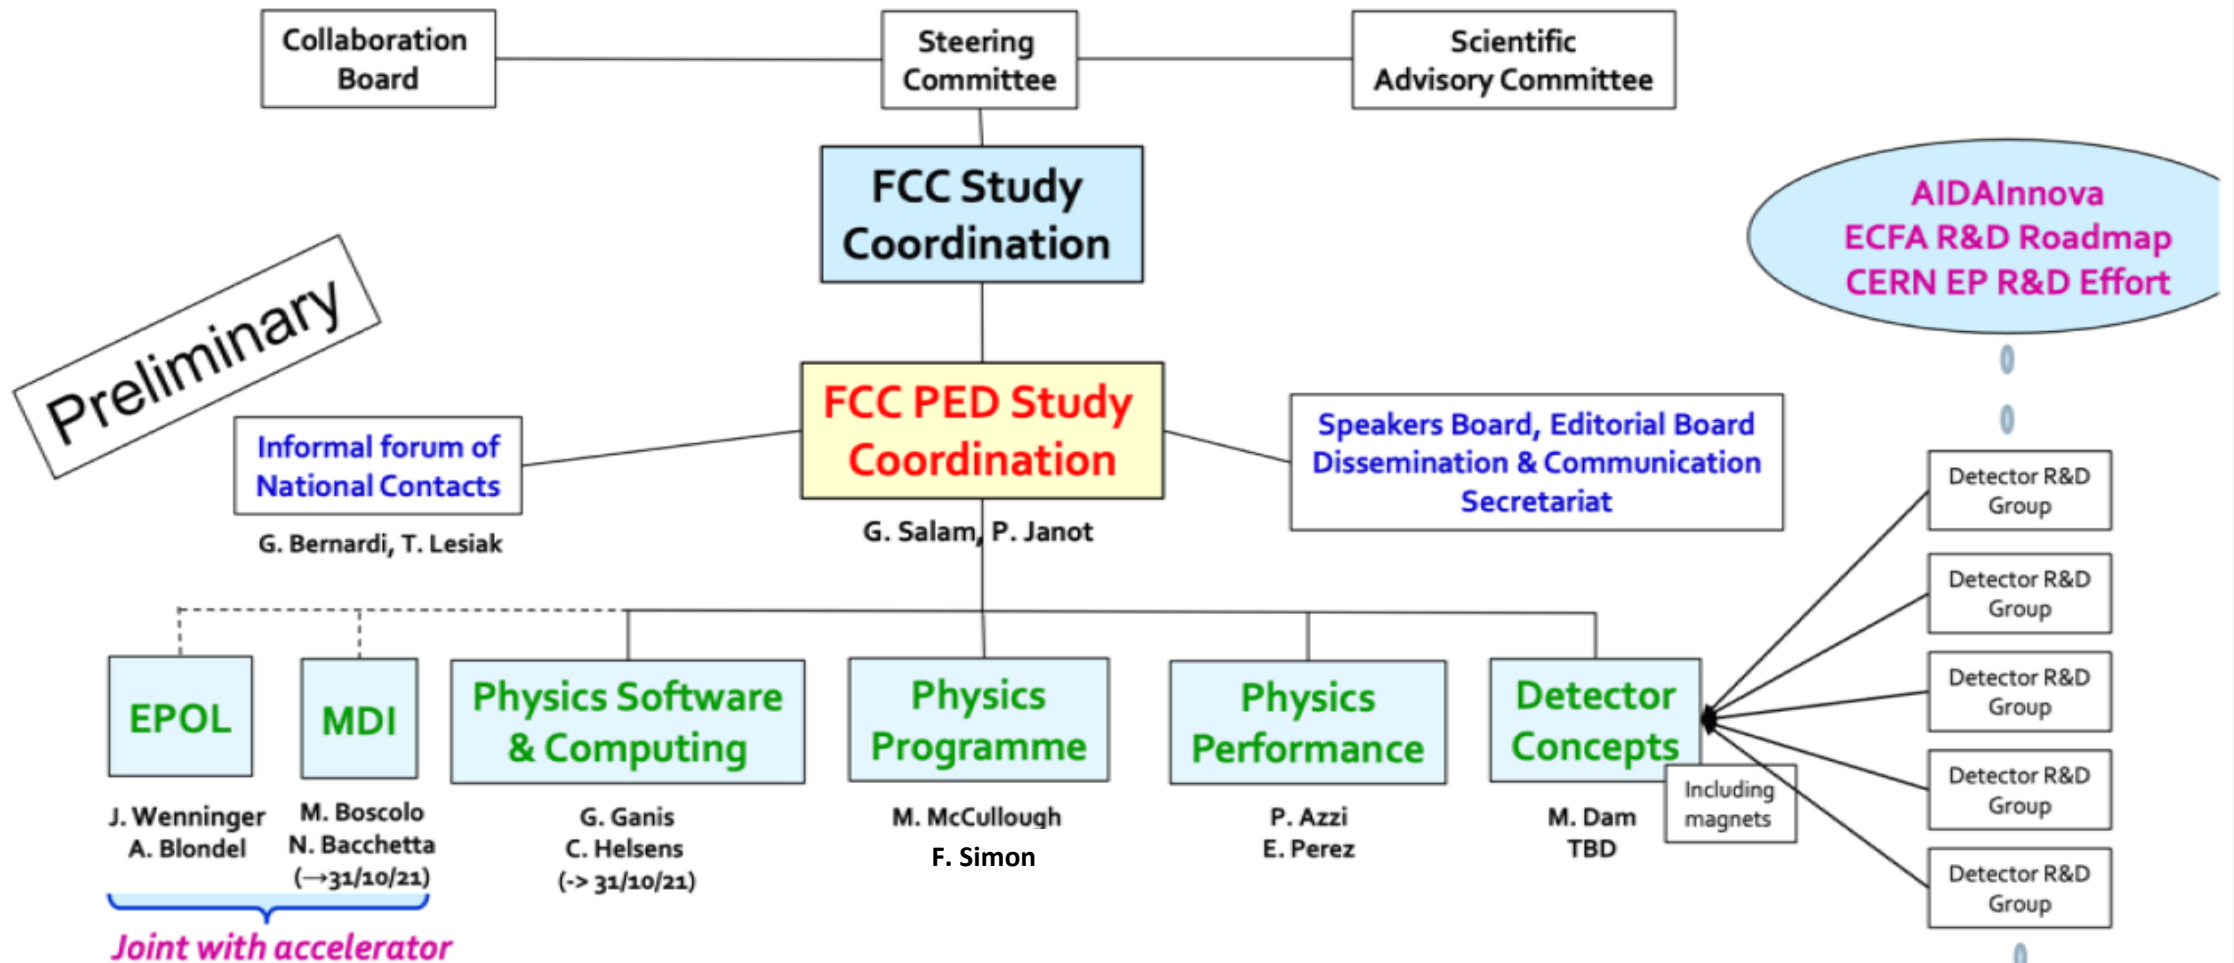 Collaboration
Board
Steering
Committee
Scientific
Advisory Committee
FCC Study
Coordination
AIDAInnova
ECFA R&D Roadmap
CERN EP R&D Effort
Preliminary
FCC PED Study
Coordination
G. Salam, P. Janot
Informal forum of
National Contacts
G. Bernardi, T. Lesiak
Speakers Board, Editorial Board
Dissemination & Communication
Secretariat
Detector R&D
Group
Detector R&D
Group
Detector R&D
Group
Detector R&D
Group
Detector R&D
Group
EPOL
J. Wenninger
A. Blondel
MDI
M. Boscolo
N. Bacchetta
(→31/10/21)
Joint with accelerator
Physics Software
& Computing
G. Ganis
C. Helsens
(-> 31/10/21)
Physics
Programme
M. McCullough
F. Simon
Physics
Performance
P. Azzi
E. Perez
Detector
Concepts
Including
magnets
M. Dam
TBD